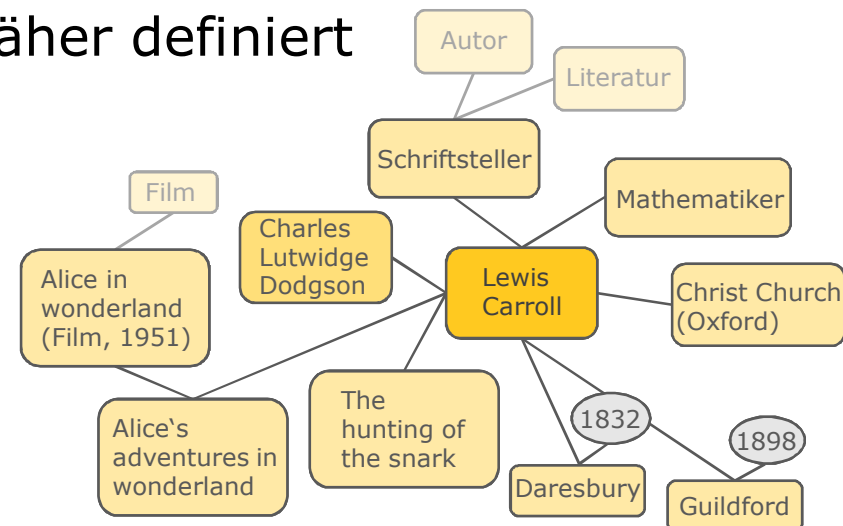 äher definiert
Autor
Literatur
Schriftsteller
Film
Mathematiker
Charles
Lutwidge
Dodgson
Alice in
wonderland
(Film, 1951)
Lewis
Carroll
Christ Church
(Oxford)
The
hunting of
the snark
Alice‘s
adventures in
wonderland
1832
1898
Daresbury
Guildford